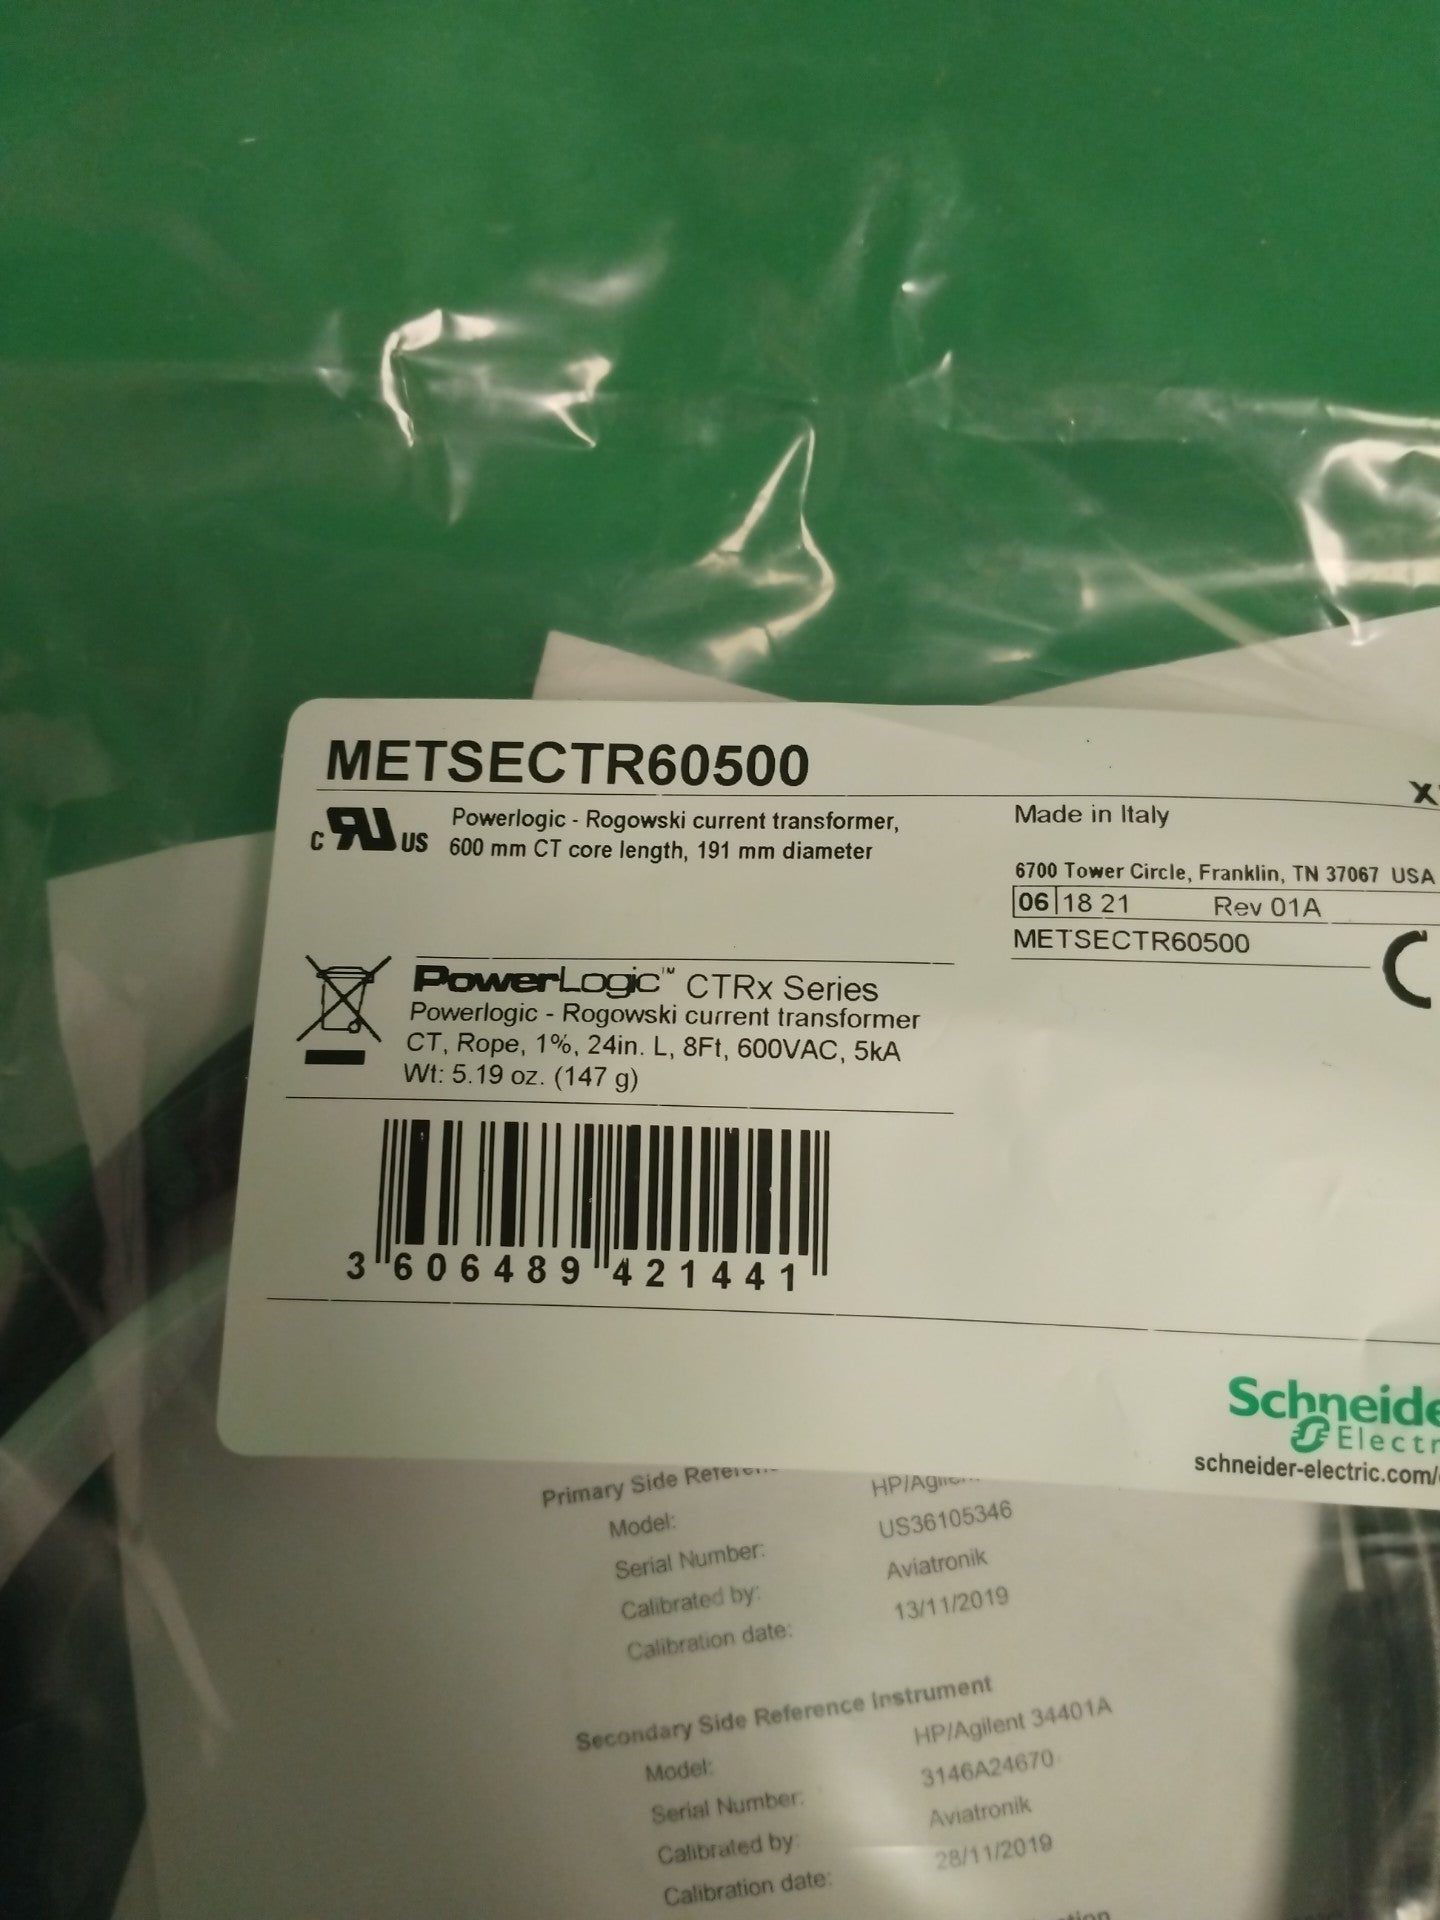 METSECTR60500
C RU US
Powerlogic - Rogowski current transformer,
600 mm CT core length, 191 mm diameter
Made in Italy
6700 Tower Circle, Franklin, TN 37067 USA
06 18 21 Rev 01A
METSECTR60500
PowerLogic™ CTRx Series
Powerlogic - Rogowski current transformer
CT, Rope, 1%, 24in. L, 8Ft, 600VAC, 5kA
Wt: 5.19 oz. (147 g)
3 606489 421441
Schneide
Electr
schneider-electric.com/
Primary Side
HP/Agilent
Model:
US36105346
Serial Number:
Aviatronik
Calibrated by:
13/11/2019
Calibration date:
Secondary Side Reference Instrument
HP/Agilent 34401A
Model:
3146A24670
Serial Number:
Aviatronik
Calibrated by:
28/11/2019
Calibration date: